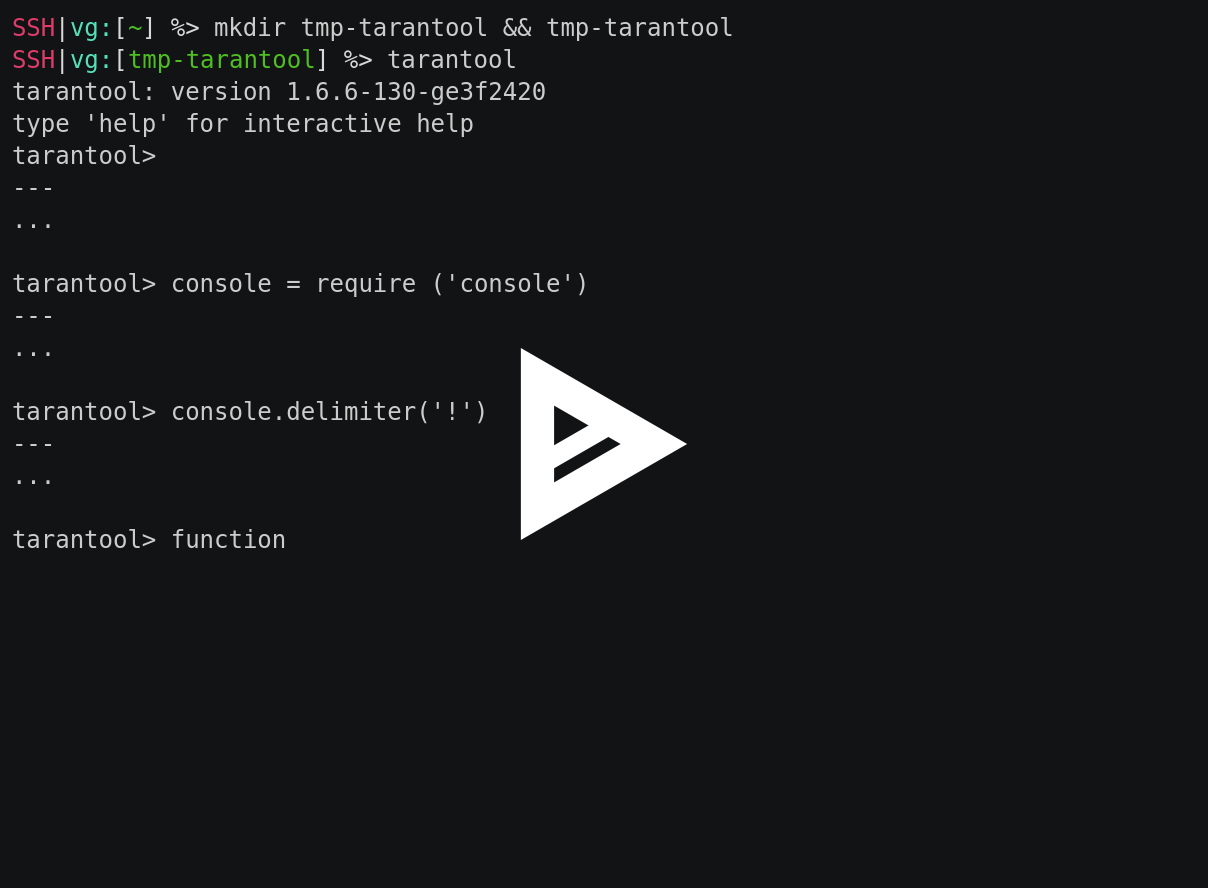 SSH|vg:[~] %> mkdir tmp-tarantool && tmp-tarantool
SSH|vg:[tmp-tarantool] %> tarantool
tarantool: version 1.6.6-130-ge3f2420
type 'help' for interactive help
tarantool>
---
...
tarantool> console = require ('console')
---
...
tarantool> console.delimiter('!')
---
...
tarantool> function